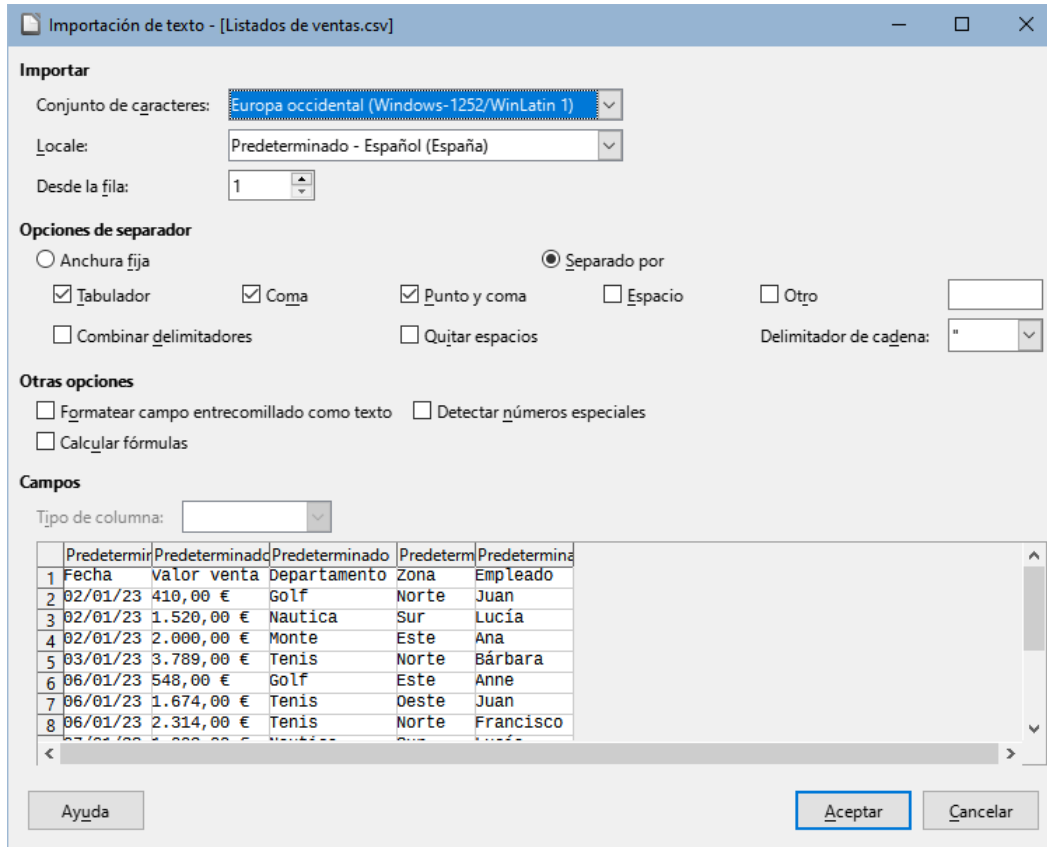 Importación de texto - [Listados de ventas.csv]
Importar
Conjunto de caracteres: Europa occidental (Windows-1252/WinLatin 1)
Locale: Predeterminado - Español (España)
Desde la fila: 1
Opciones de separador
Anchura fija Separado por
Tabulador Coma Punto y coma Espacio Otro
Combinar delimitadores Quitar espacios Delimitador de cadena: "
Otras opciones
Formatear campo entrecomillado como texto Detectar números especiales
Calcular fórmulas
Campos
Tipo de columna:
Predetermir Predeterminado Predeterminado Predeterm Predetermina
1 Fecha Valor venta Departamento Zona Empleado
2 02/01/23 410,00 € Golf Norte Juan
3 02/01/23 1.520,00 € Nautica Sur Lucía
4 02/01/23 2.000,00 € Monte Este Ana
5 03/01/23 3.789,00 € Tenis Norte Bárbara
6 06/01/23 548,00 € Golf Este Anne
7 06/01/23 1.674,00 € Tenis Oeste Juan
8 06/01/23 2.314,00 € Tenis Norte Francisco
Ayuda Aceptar Cancelar